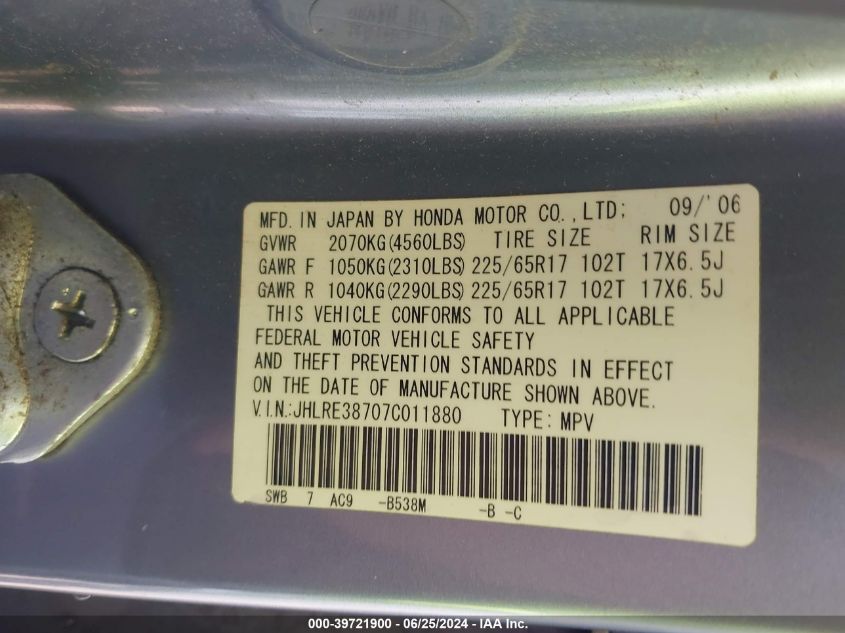 MFD. IN JAPAN BY HONDA MOTOR CO., LTD; 09/'06
GVWR 2070KG(4560LBS) TIRE SIZE RIM SIZE
GAWR F 1050KG(2310LBS) 225/65R17 102T 17X6.5J
GAWR R 1040KG(2290LBS) 225/65R17 102T 17X6.5J
THIS VEHICLE CONFORMS TO ALL APPLICABLE
FEDERAL MOTOR VEHICLE SAFETY
AND THEFT PREVENTION STANDARDS IN EFFECT
ON THE DATE OF MANUFACTURE SHOWN ABOVE.
V.I.N.:JHLRE38707C011880 TYPE: MPV
SWB 7 AC9 -B538M -B -C
000-39721900 - 06/25/2024 - IAA Inc.